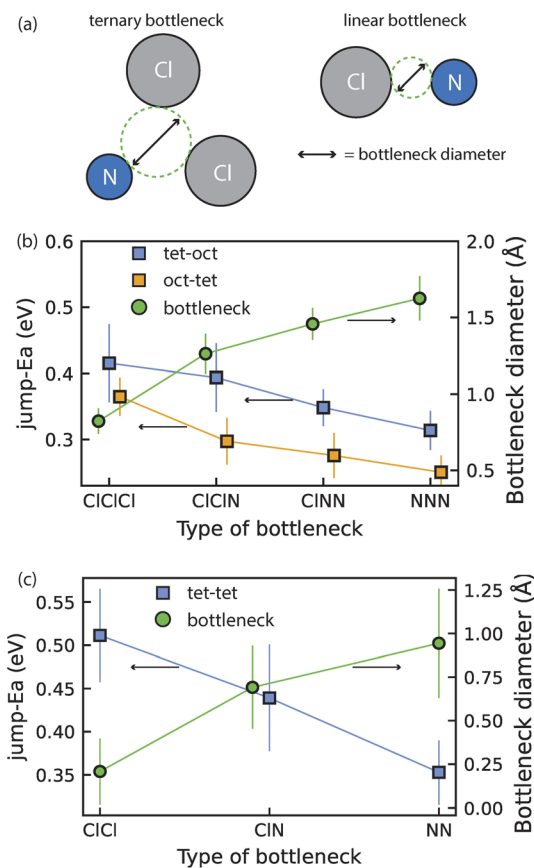 (a)
ternary bottleneck
linear bottleneck
Cl
N
Cl
Cl
N
= bottleneck diameter
(b)
0.6
0.5
0.4
0.3
jump-Ea (eV)
tet-oct
oct-tet
bottleneck
2.0
1.5
1.0
0.5
Bottleneck diameter (Å)
ClClCl
ClClN
ClNN
NNN
Type of bottleneck
(c)
0.55
0.50
0.45
0.40
0.35
jump-Ea (eV)
tet-tet
bottleneck
1.25
1.00
0.75
0.50
0.25
0.00
Bottleneck diameter (Å)
ClCl
ClN
NN
Type of bottleneck